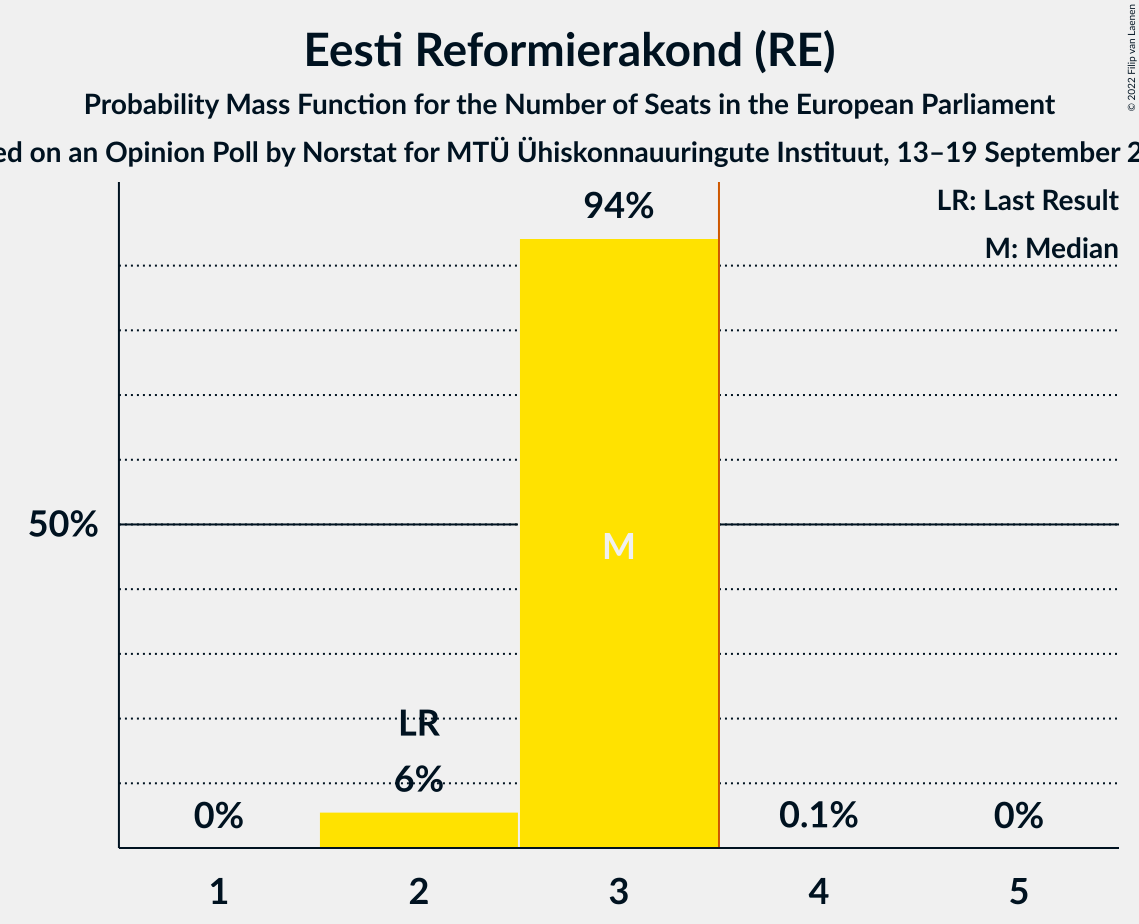 Eesti Reformierakond (RE)
Probability Mass Function for the Number of Seats in the European Parliament
on an Opinion Poll by Norstat for MTÜ Ühiskonnauuringute Instituut, 13–19 September
© 2022 Filip van Laenen
LR: Last Result
M: Median
94%
50%
M
LR
6%
0%
0.1%
0%
1 2 3 4 5